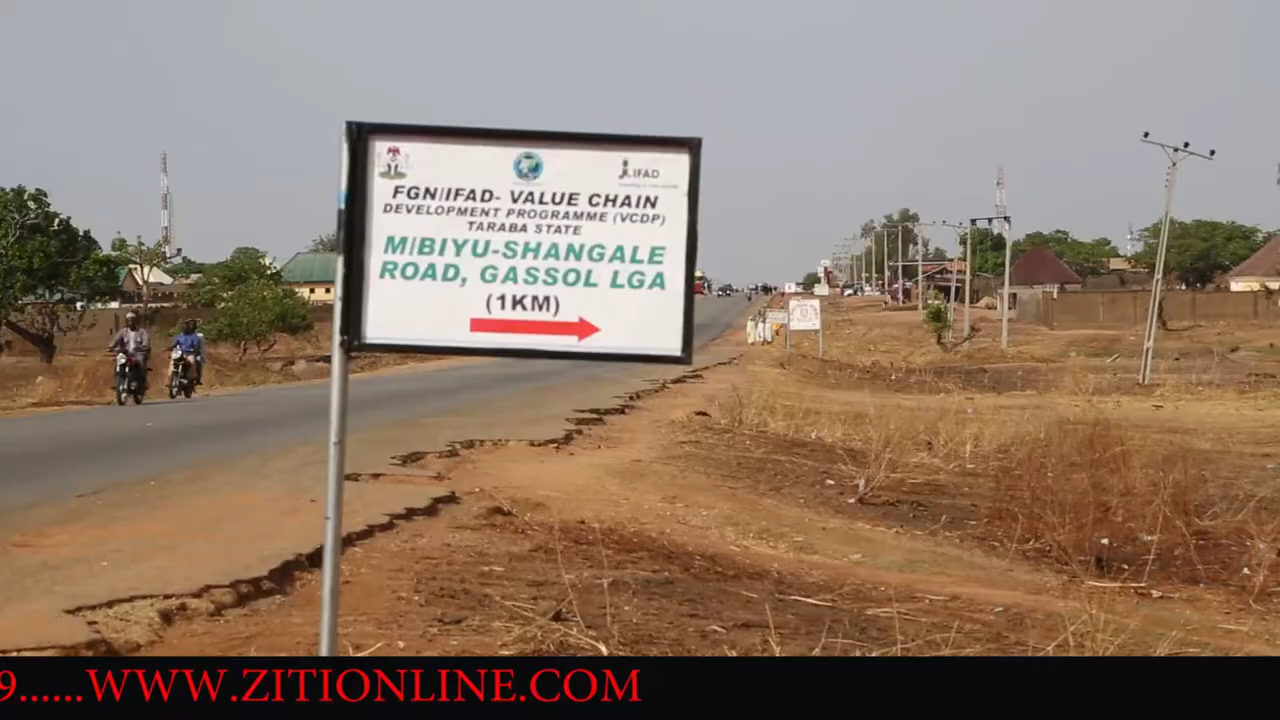 IFAD
FGN/IFAD- VALUE CHAIN
DEVELOPMENT PROGRAMME (VCDP)
TARABA STATE
M/BIYU-SHANGALE
ROAD, GASSOL LGA
(1KM)
9......WWW.ZITIONLINE.COM